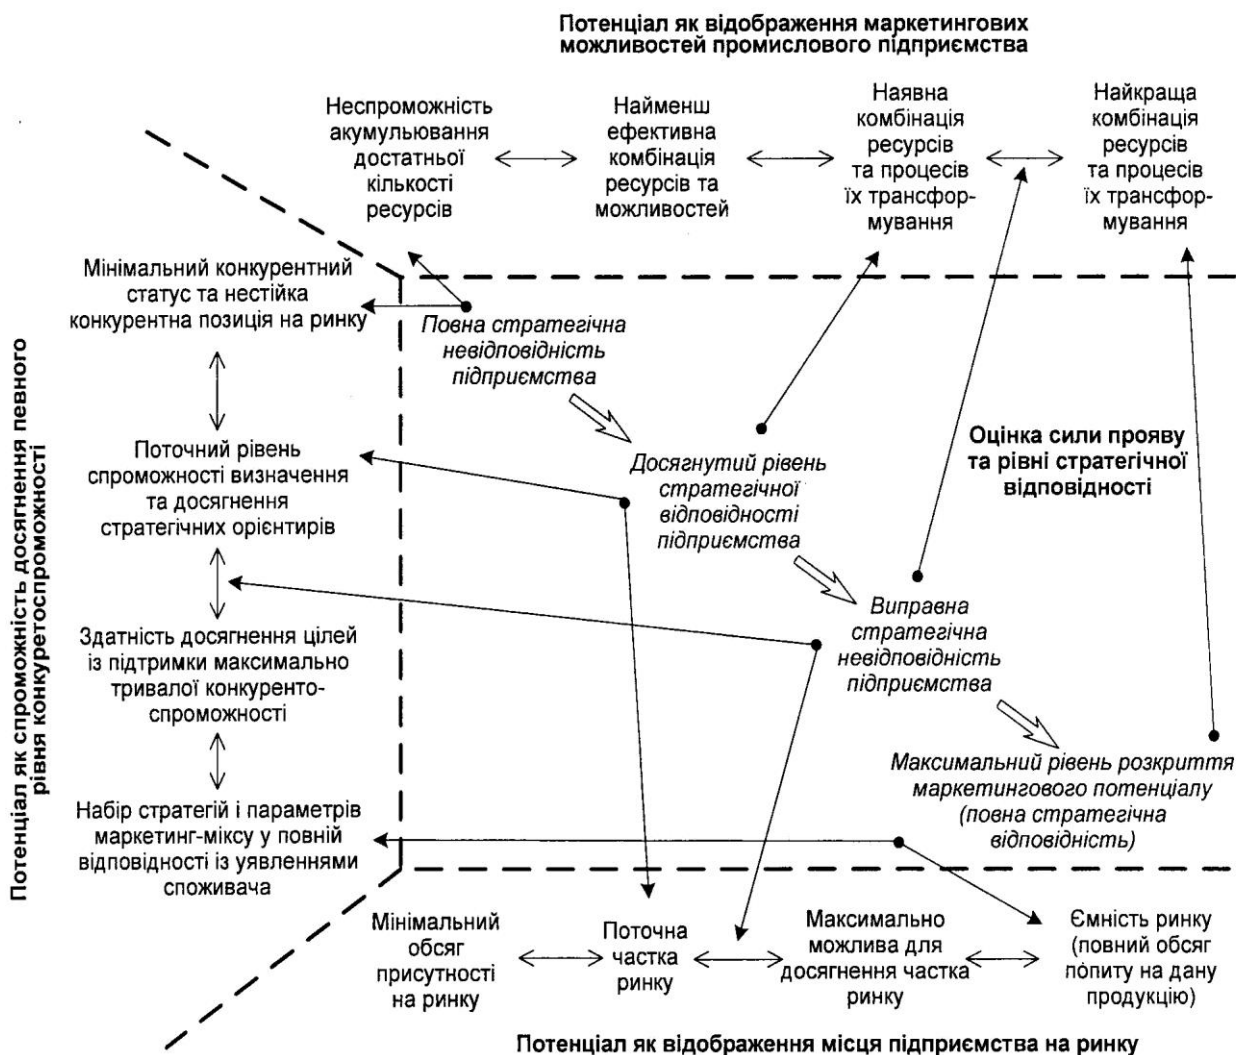 Потенціал як відображення маркетингових
можливостей промислового підприємства
Неспроможність
акумульовання
достатньої
кількості
ресурсів
Найменш
ефективна
комбінація
ресурсів та
можливостей
Наявна
комбінація
ресурсів
та процесів
їх трансфор-
мування
Найкраща
комбінація
ресурсів
та процесів
їх трансфор-
мування
Потенціал як спроможність досягнення певного
рівня конкуретоспроможності
Мінімальний конкурентний
статус та нестійка
конкурентна позиція на ринку
Поточний рівень
спроможності визначення
та досягнення
стратегічних орієнтирів
Здатність досягнення цілей
із підтримки максимально
тривалої конкуренто-
спроможності
Набір стратегій і параметрів
маркетинг-міксу у повній
відповідності із уявленнями
споживача
Повна стратегічна
невідповідність
підприємства
Досягнутий рівень
стратегічної
відповідності
підприємства
Оцінка сили прояву
та рівні стратегічної
відповідності
Виправна
стратегічна
невідповідність
підприємства
Максимальний рівень розкриття
маркетингового потенціалу
(повна стратегічна
відповідність)
Мінімальний
обсяг
присутності
на ринку
Поточна
частка
ринку
Максимально
можлива для
досягнення частка
ринку
Ємність ринку
(повний обсяг
попиту на дану
продукцію)
Потенціал як відображення місця підприємства на ринку